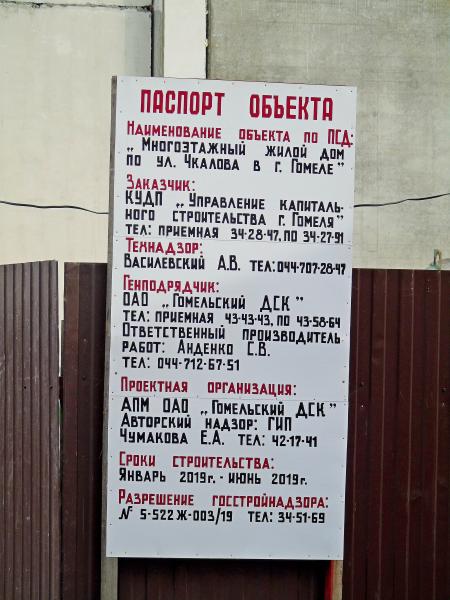 Паспорт объекта
Наименование объекта по ПСД:
„Многоэтажный жилой дом
по ул. Чкалова в г. Гомеле”
Заказчик:
КУДП „Управление капиталь-
ного строительства г. Гомеля”
тел: приемная 34-28-47, по 34-27-91
Технадзор:
Василевский А.В. тел: 044-707-28-47
Генподрядчик:
ОАО „Гомельский ДСК”
тел: приемная 43-43-43, по 43-58-64
Ответственный производитель
работ: Анденко С.В.
тел: 044-712-67-51
Проектная организация:
АПМ ОАО „Гомельский ДСК”
Авторский надзор: ГИП
Чумакова Е.А. тел: 42-17-41
Сроки строительства:
Январь 2019г. - июнь 2019г.
Разрешение госстройнадзора:
№ 5-522 Ж-003/19 тел: 34-51-69